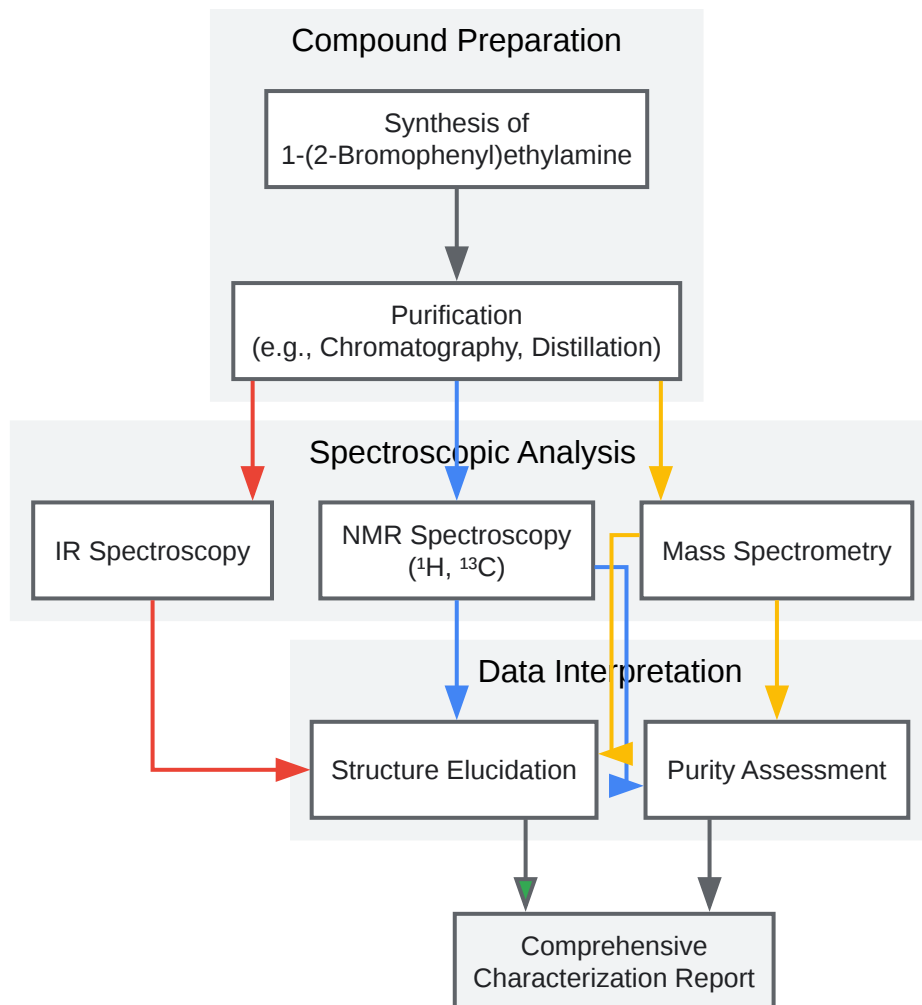 Compound Preparation
Synthesis of
1-(2-Bromophenyl)ethylamine
Purification
(e.g., Chromatography, Distillation)
Spectroscopic Analysis
IR Spectroscopy
NMR Spectroscopy
(¹H, ¹³C)
Mass Spectrometry
Data Interpretation
Structure Elucidation
Purity Assessment
Comprehensive
Characterization Report